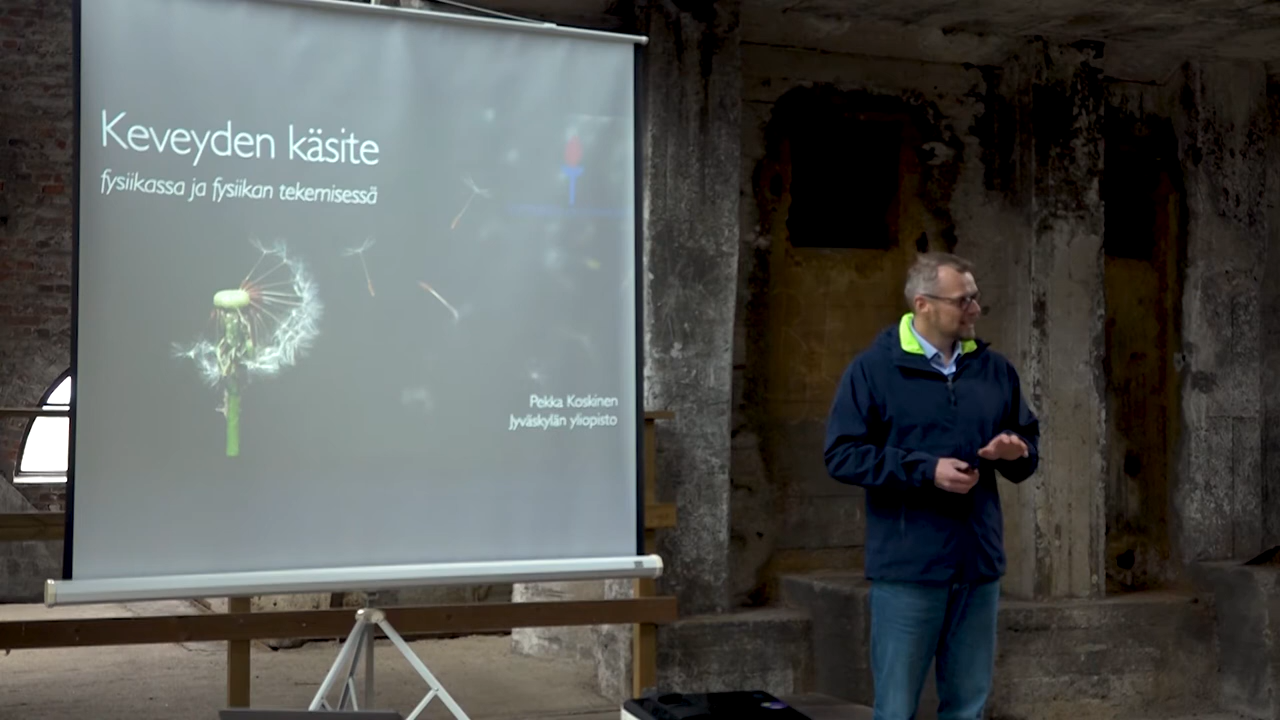 Keveyden käsite
fysiikassa ja fysiikan tekemisessä
Pekka Koskinen
Jyväskylän yliopisto